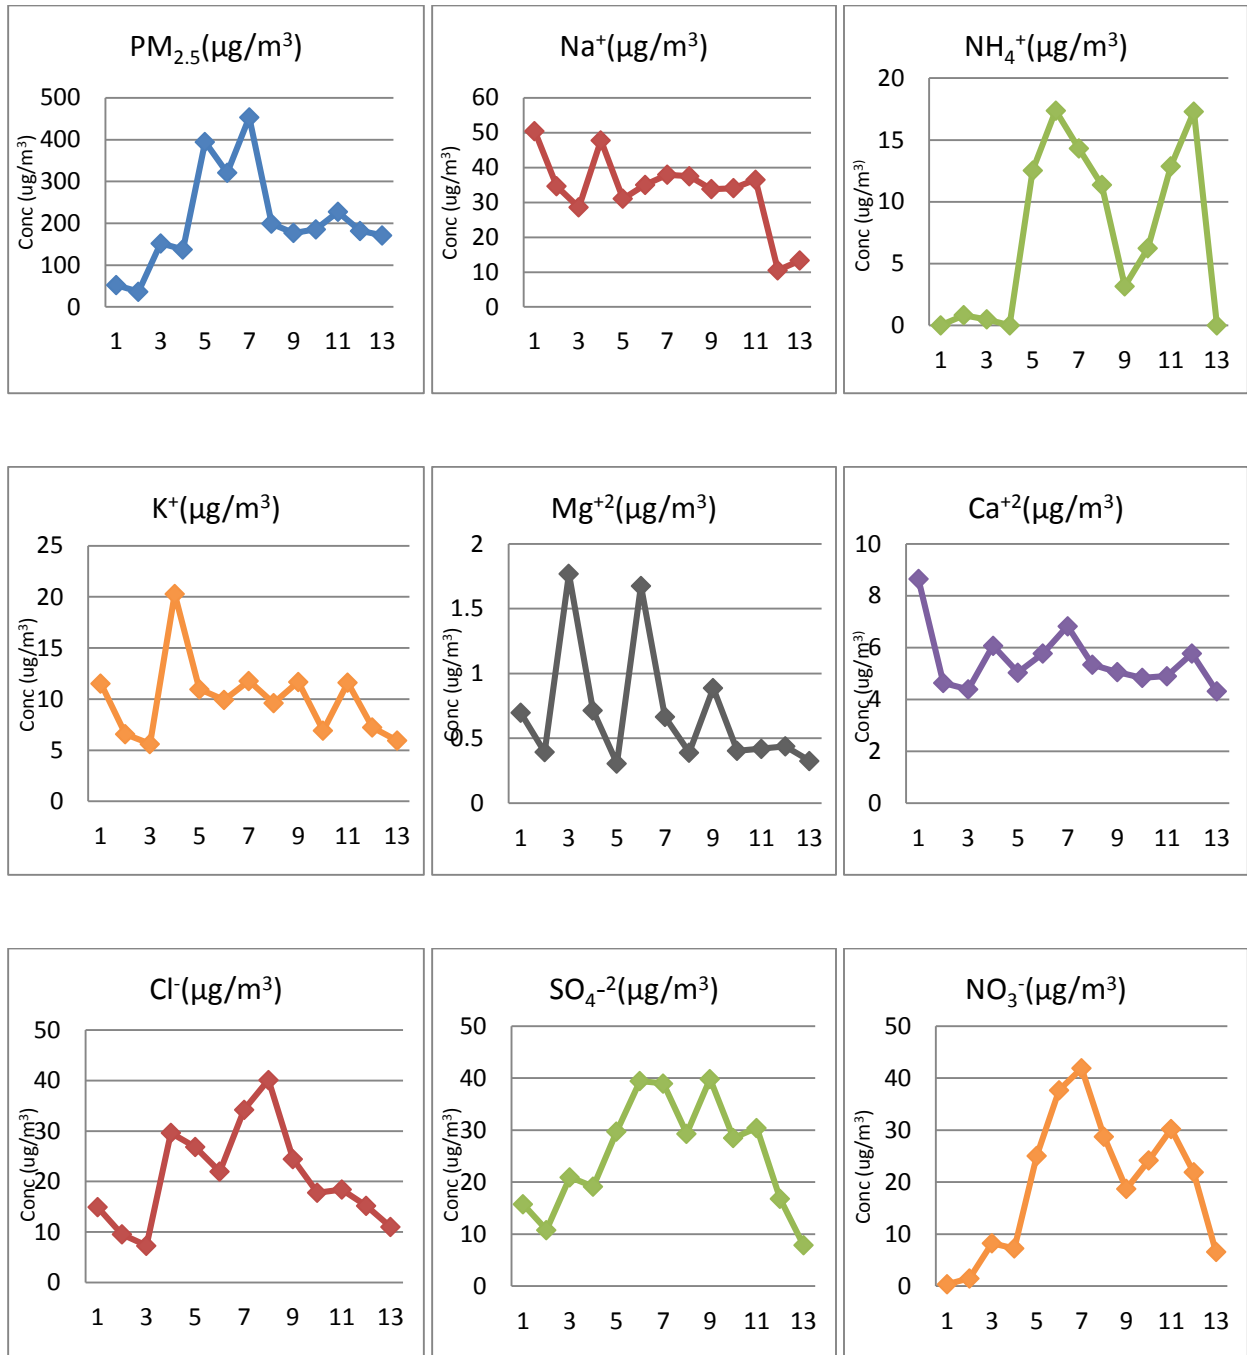 PM₂.₅(µg/m³)
Conc (ug/m³)
500
400
300
200
100
0
1 3 5 7 9 11 13
Na⁺(µg/m³)
Conc (ug/m³)
60
50
40
30
20
10
0
1 3 5 7 9 11 13
NH₄⁺(µg/m³)
Conc (ug/m³)
20
15
10
5
0
1 3 5 7 9 11 13
K⁺(µg/m³)
Conc (ug/m³)
25
20
15
10
5
0
1 3 5 7 9 11 13
Mg⁺²(µg/m³)
Conc (ug/m³)
2
1.5
1
0.5
0
1 3 5 7 9 11 13
Ca⁺²(µg/m³)
Conc (ug/m³)
10
8
6
4
2
0
1 3 5 7 9 11 13
Cl⁻(µg/m³)
Conc (ug/m³)
50
40
30
20
10
0
1 3 5 7 9 11 13
SO₄-²(µg/m³)
Conc (ug/m³)
50
40
30
20
10
0
1 3 5 7 9 11 13
NO₃⁻(µg/m³)
Conc (ug/m³)
50
40
30
20
10
0
1 3 5 7 9 11 13